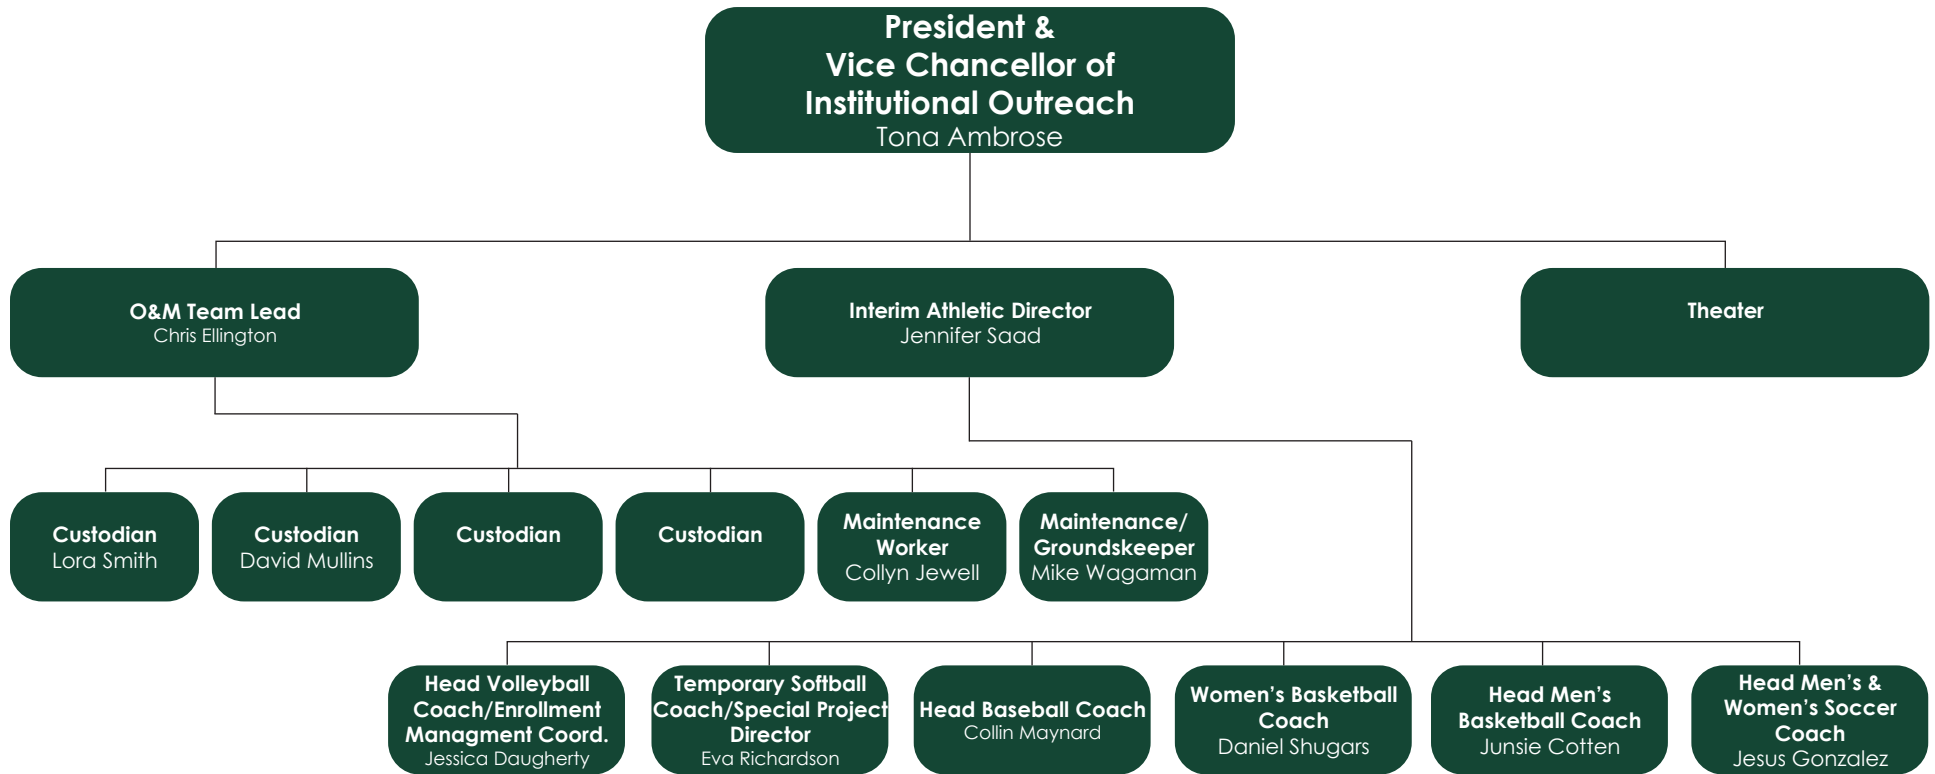 President &
Vice Chancellor of
Institutional Outreach
Tona Ambrose
O&M Team Lead
Chris Ellington
Interim Athletic Director
Jennifer Saad
Theater
Custodian
Lora Smith
Custodian
David Mullins
Custodian
Custodian
Maintenance
Worker
Collyn Jewell
Maintenance/
Groundskeeper
Mike Wagaman
Head Volleyball
Coach/Enrollment
Managment Coord.
Jessica Daugherty
Temporary Softball
Coach/Special Project
Director
Eva Richardson
Head Baseball Coach
Collin Maynard
Women’s Basketball
Coach
Daniel Shugars
Head Men’s
Basketball Coach
Junsie Cotten
Head Men’s &
Women’s Soccer
Coach
Jesus Gonzalez